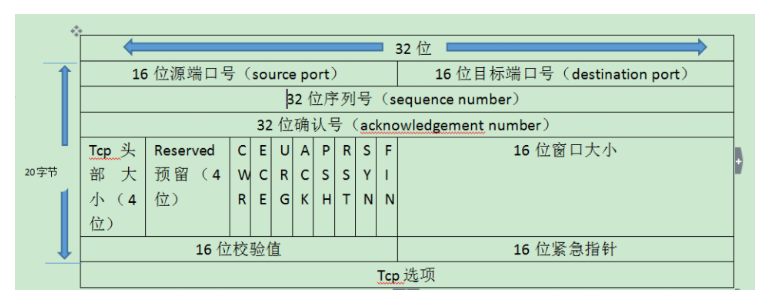 32 位
16 位源端口号（source port）
16 位目标端口号（destination port）
32 位序列号（sequence number）
32 位确认号（acknowledgement number）
20字节
Tcp 头部大小（4位）
Reserved 预留（4位）
CWR
ECE
URG
ACK
PSH
RST
SYN
FIN
16 位窗口大小
16 位校验值
16 位紧急指针
Tcp 选项